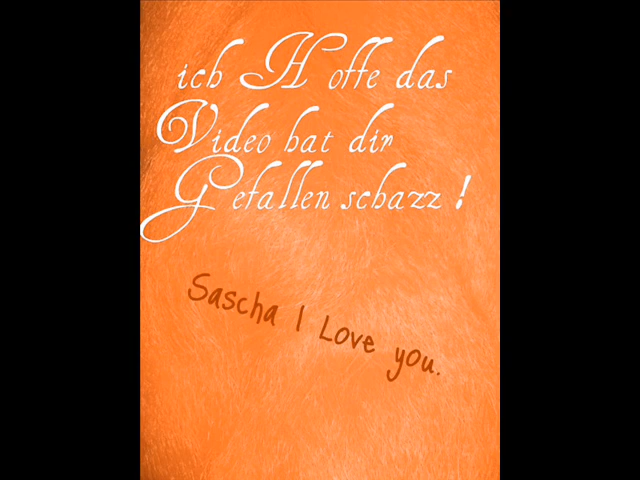 ich Hoffe das
Video hat dir
Gefallen schazz !
Sascha I Love you.